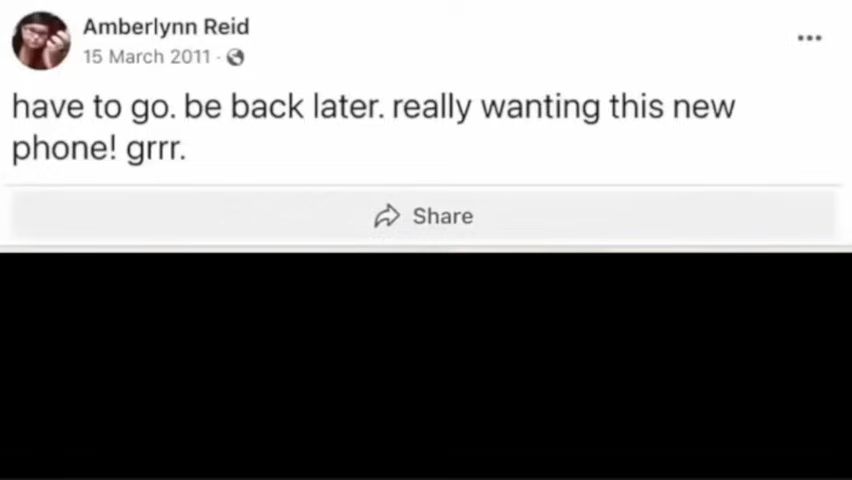 Amberlynn Reid
15 March 2011 ·
have to go. be back later. really wanting this new
phone! grrr.
Share